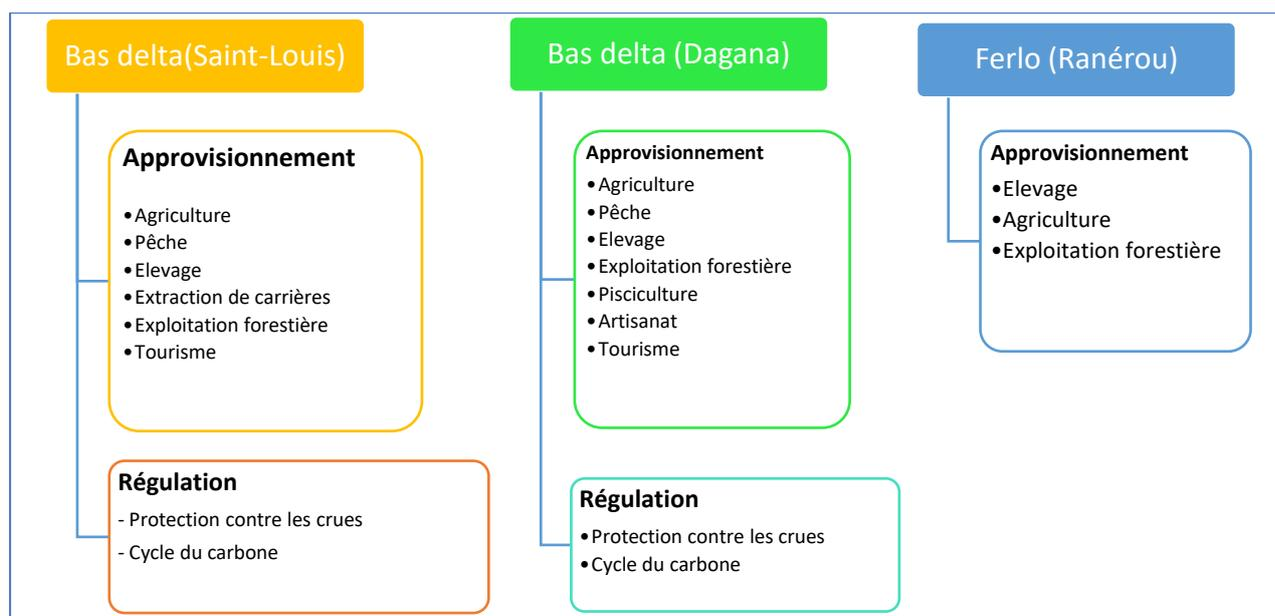 Bas delta(Saint-Louis)
Approvisionnement
•Agriculture
•Pêche
•Elevage
•Extraction de carrières
•Exploitation forestière
•Tourisme
Régulation
- Protection contre les crues
- Cycle du carbone
Bas delta (Dagana)
Approvisionnement
•Agriculture
•Pêche
•Elevage
•Exploitation forestière
•Pisciculture
•Artisanat
•Tourisme
Régulation
•Protection contre les crues
•Cycle du carbone
Ferlo (Ranérou)
Approvisionnement
•Elevage
•Agriculture
•Exploitation forestière